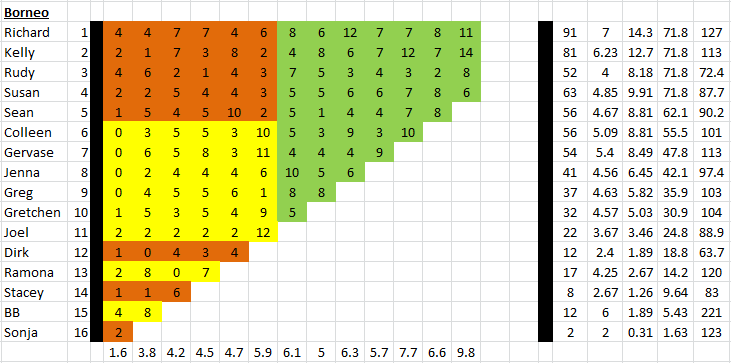 Borneo
Richard 1 4 4 7 7 4 6 8 6 12 7 7 8 11 91 7 14.3 71.8 127
Kelly 2 2 1 7 3 8 2 4 8 6 7 12 7 14 81 6.23 12.7 71.8 113
Rudy 3 4 6 2 1 4 3 7 5 3 4 3 2 8 52 4 8.18 71.8 72.4
Susan 4 2 2 5 4 4 3 5 5 6 6 7 8 6 63 4.85 9.91 71.8 87.7
Sean 5 1 5 4 5 10 2 5 1 4 4 7 8 56 4.67 8.81 62.1 90.2
Colleen 6 0 3 5 5 3 10 5 3 9 3 10 56 5.09 8.81 55.5 101
Gervase 7 0 6 5 8 3 11 4 4 4 9 54 5.4 8.49 47.8 113
Jenna 8 0 2 4 4 4 6 10 5 6 41 4.56 6.45 42.1 97.4
Greg 9 0 4 5 5 6 1 8 8 37 4.63 5.82 35.9 103
Gretchen 10 1 5 3 5 4 9 5 32 4.57 5.03 30.9 104
Joel 11 2 2 2 2 2 12 22 3.67 3.46 24.8 88.9
Dirk 12 1 0 4 3 4 12 2.4 1.89 18.8 63.7
Ramona 13 2 8 0 7 17 4.25 2.67 14.2 120
Stacey 14 1 1 6 8 2.67 1.26 9.64 83
BB 15 4 8 12 6 1.89 5.43 221
Sonja 16 2 2 2 0.31 1.63 123
1.6 3.8 4.2 4.5 4.7 5.9 6.1 5 6.3 5.7 7.7 6.6 9.8